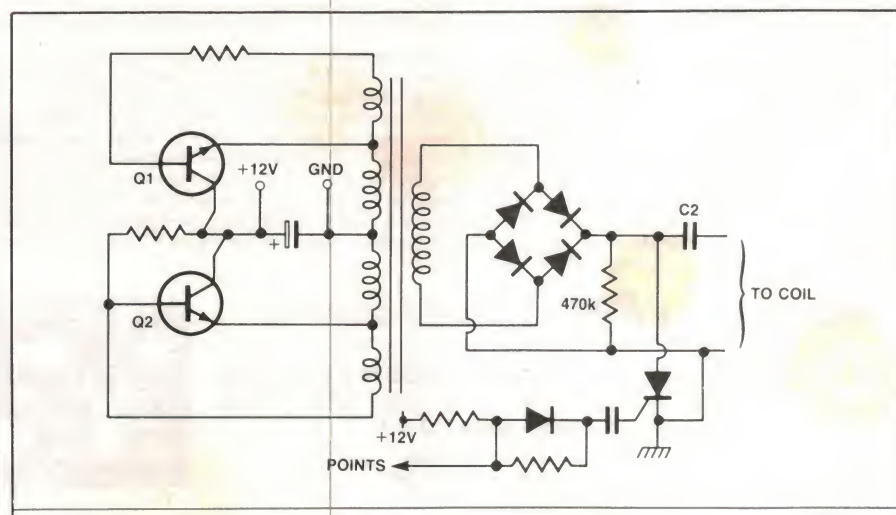 Q1
+12V
GND
C2
+
470k
TO COIL
Q2
+12V
POINTS